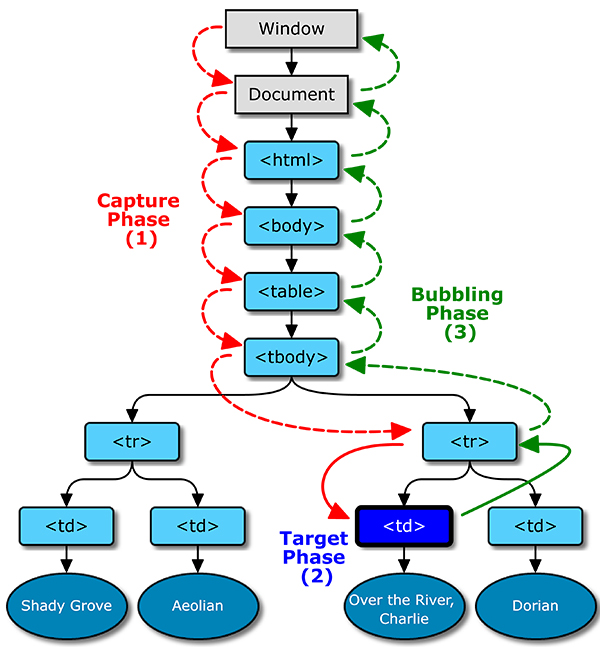 Window
Document
<html>
Capture
Phase
(1)
<body>
<table>
Bubbling
Phase
(3)
<tbody>
<tr>
<tr>
<td>
<td>
<td>
<td>
Target
Phase
(2)
Shady Grove
Aeolian
Over the River,
Charlie
Dorian